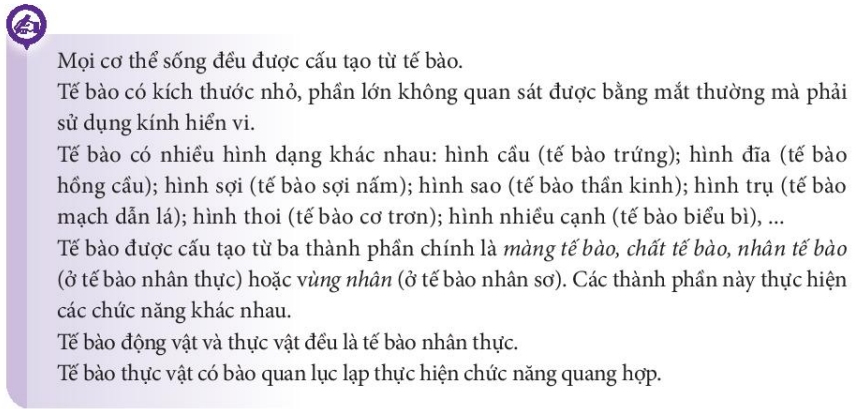 Mọi cơ thể sống đều được cấu tạo từ tế bào.
Tế bào có kích thước nhỏ, phần lớn không quan sát được bằng mắt thường mà phải
sử dụng kính hiển vi.
Tế bào có nhiều hình dạng khác nhau: hình cầu (tế bào trứng); hình đĩa (tế bào
hồng cầu); hình sợi (tế bào sợi nấm); hình sao (tế bào thần kinh); hình trụ (tế bào
mạch dẫn lá); hình thoi (tế bào cơ trơn); hình nhiều cạnh (tế bào biểu bì), ...
Tế bào được cấu tạo từ ba thành phần chính là màng tế bào, chất tế bào, nhân tế bào
(ở tế bào nhân thực) hoặc vùng nhân (ở tế bào nhân sơ). Các thành phần này thực hiện
các chức năng khác nhau.
Tế bào động vật và thực vật đều là tế bào nhân thực.
Tế bào thực vật có bào quan lục lạp thực hiện chức năng quang hợp.